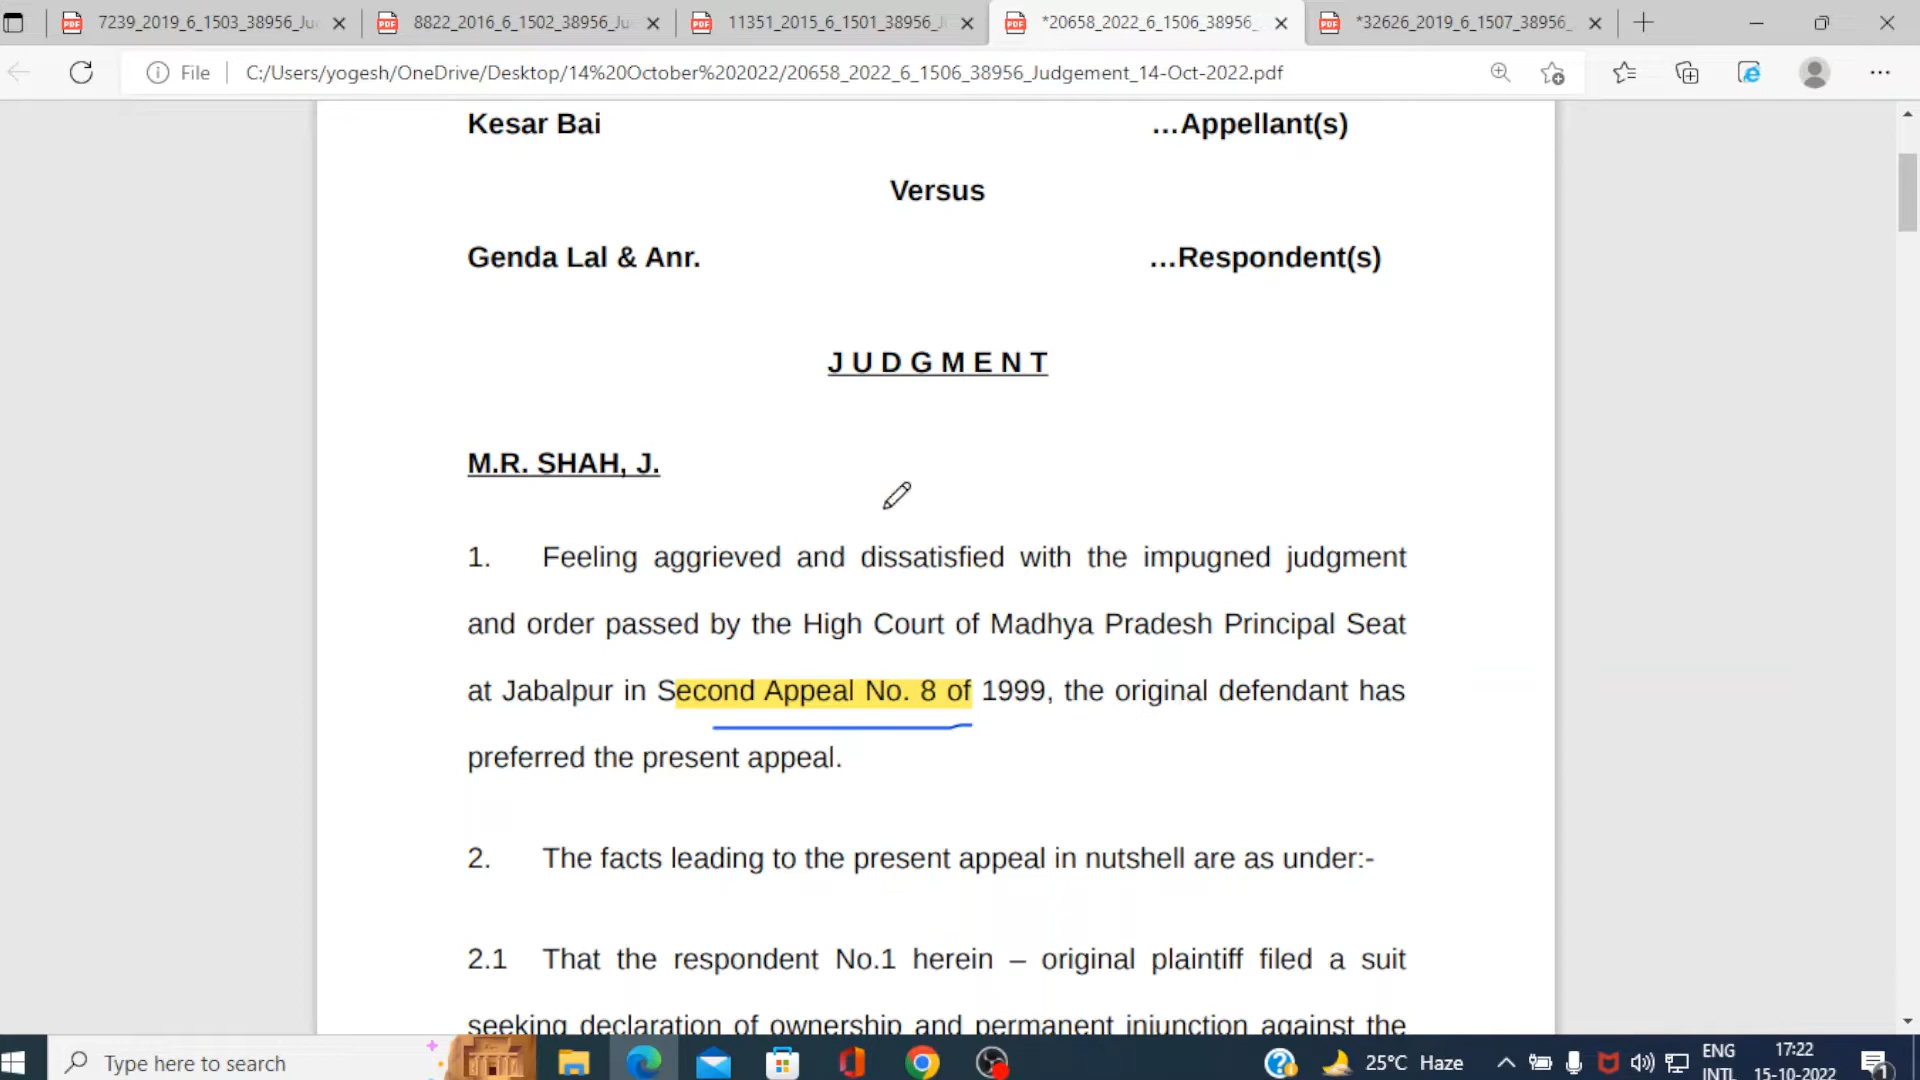 7239_2019_6_1503_38956_Ju
8822_2016_6_1502_38956_Ju
11351_2015_6_1501_38956_J
*20658_2022_6_1506_38956_
*32626_2019_6_1507_38956_
File
C:/Users/yogesh/OneDrive/Desktop/14%20October%202022/20658_2022_6_1506_38956_Judgement_14-Oct-2022.pdf
Kesar Bai …Appellant(s)
Versus
Genda Lal & Anr. …Respondent(s)
J U D G M E N T
M.R. SHAH, J.
1. Feeling aggrieved and dissatisfied with the impugned judgment
and order passed by the High Court of Madhya Pradesh Principal Seat
at Jabalpur in Second Appeal No. 8 of 1999, the original defendant has
preferred the present appeal.
2. The facts leading to the present appeal in nutshell are as under:-
2.1 That the respondent No.1 herein – original plaintiff filed a suit
seeking declaration of ownership and permanent injunction against the
Type here to search
25°C Haze
ENG
INTL
17:22
15-10-2022
1